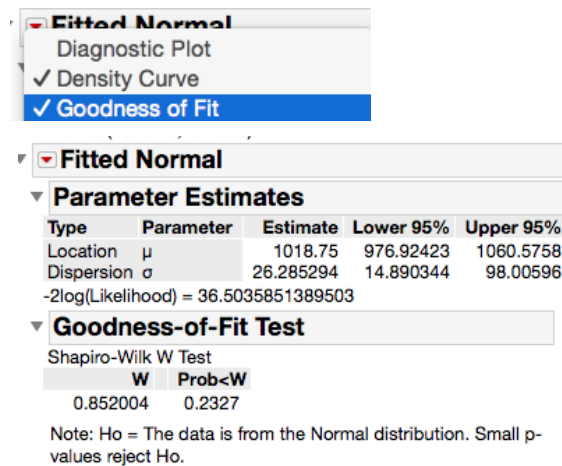 Fitted Normal
Diagnostic Plot
✓ Density Curve
✓ Goodness of Fit
Fitted Normal
Parameter Estimates
Type Parameter Estimate Lower 95% Upper 95%
Location μ 1018.75 976.92423 1060.5758
Dispersion σ 26.285294 14.890344 98.00596
-2log(Likelihood) = 36.5035851389503
Goodness-of-Fit Test
Shapiro-Wilk W Test
W Prob<W
0.852004 0.2327
Note: Ho = The data is from the Normal distribution. Small p-
values reject Ho.